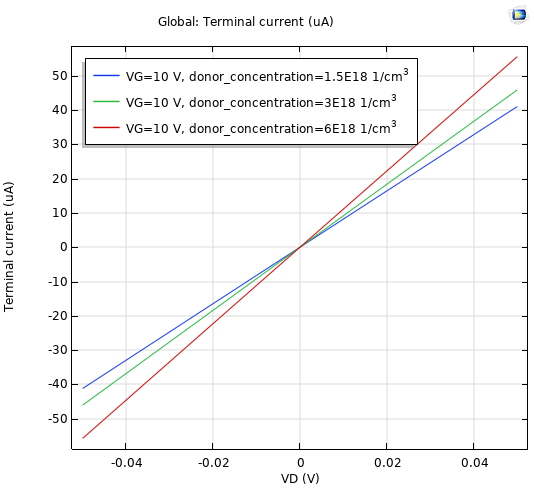 Global: Terminal current (uA)
VG=10 V, donor_concentration=1.5E18 1/cm³
VG=10 V, donor_concentration=3E18 1/cm³
VG=10 V, donor_concentration=6E18 1/cm³
Terminal current (uA)
50
40
30
20
10
0
-10
-20
-30
-40
-50
-0.04 -0.02 0 0.02 0.04
VD (V)